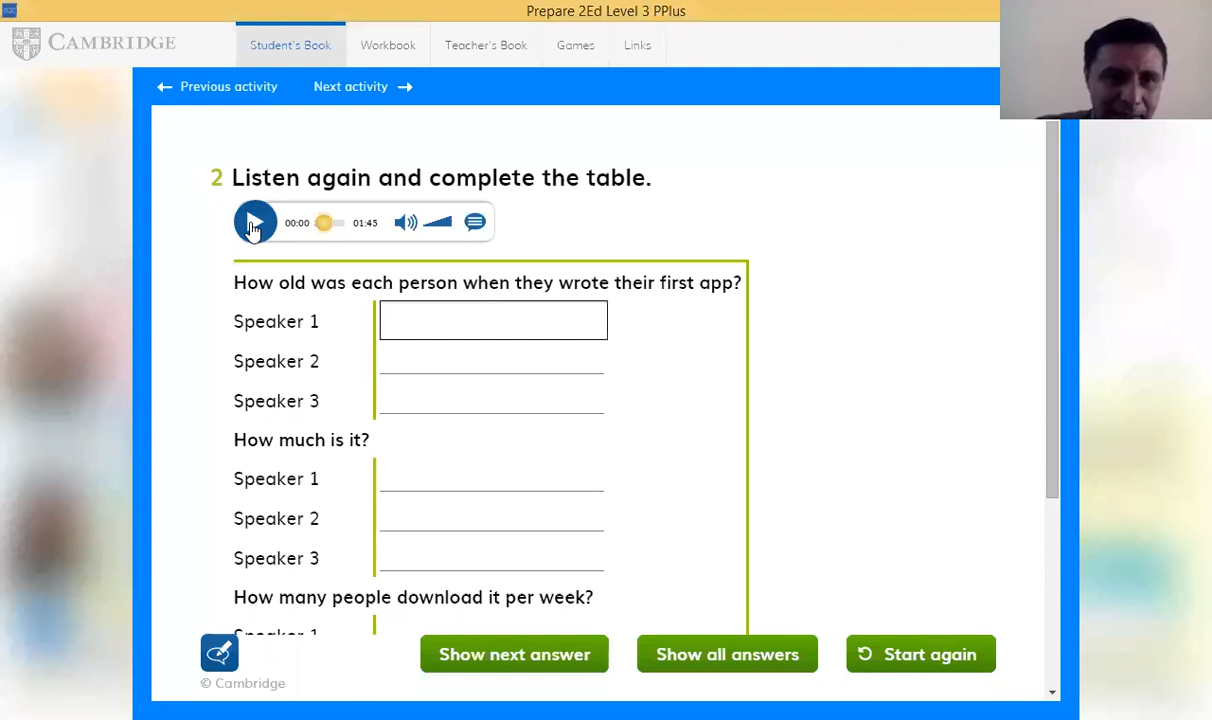 Prepare 2Ed Level 3 PPlus
CAMBRIDGE
Student's Book
Workbook
Teacher's Book
Games
Links
Previous activity
Next activity
2 Listen again and complete the table.
00:00
01:45
How old was each person when they wrote their first app?
Speaker 1
Speaker 2
Speaker 3
How much is it?
Speaker 1
Speaker 2
Speaker 3
How many people download it per week?
Speaker 1
Show next answer
Show all answers
Start again
© Cambridge